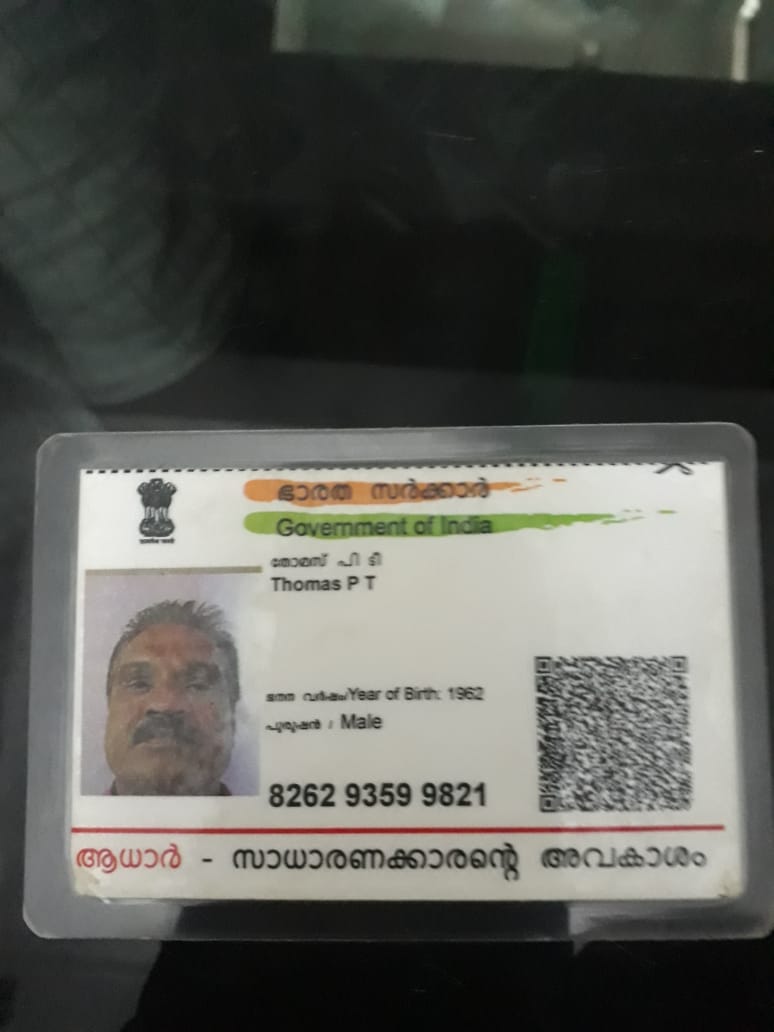 ഭാരത സർക്കാർ
Government of India
തോമസ് പി ടി
Thomas P T
ജനന വർഷം/Year of Birth: 1962
പുരുഷൻ / Male
8262 9359 9821
ആധാർ - സാധാരണക്കാരന്റെ അവകാശം